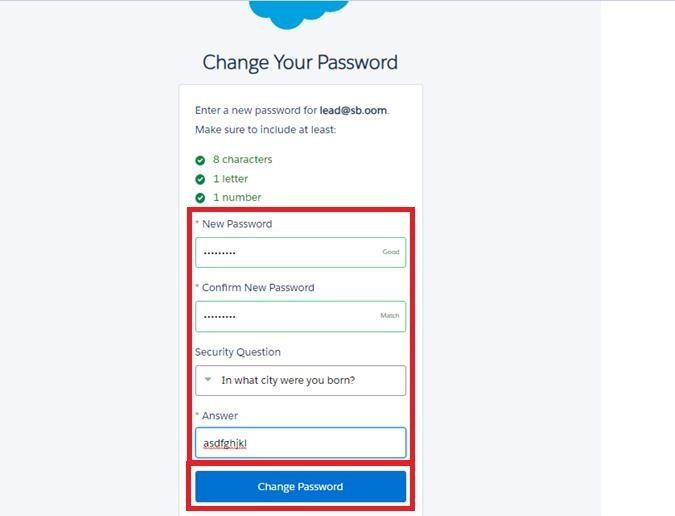 Change Your Password
Enter a new password for lead@sb.oom.
Make sure to include at least:
8 characters
1 letter
1 number
* New Password
••••••••• Good
* Confirm New Password
••••••••• Match
Security Question
In what city were you born?
* Answer
asdfghjkl
Change Password